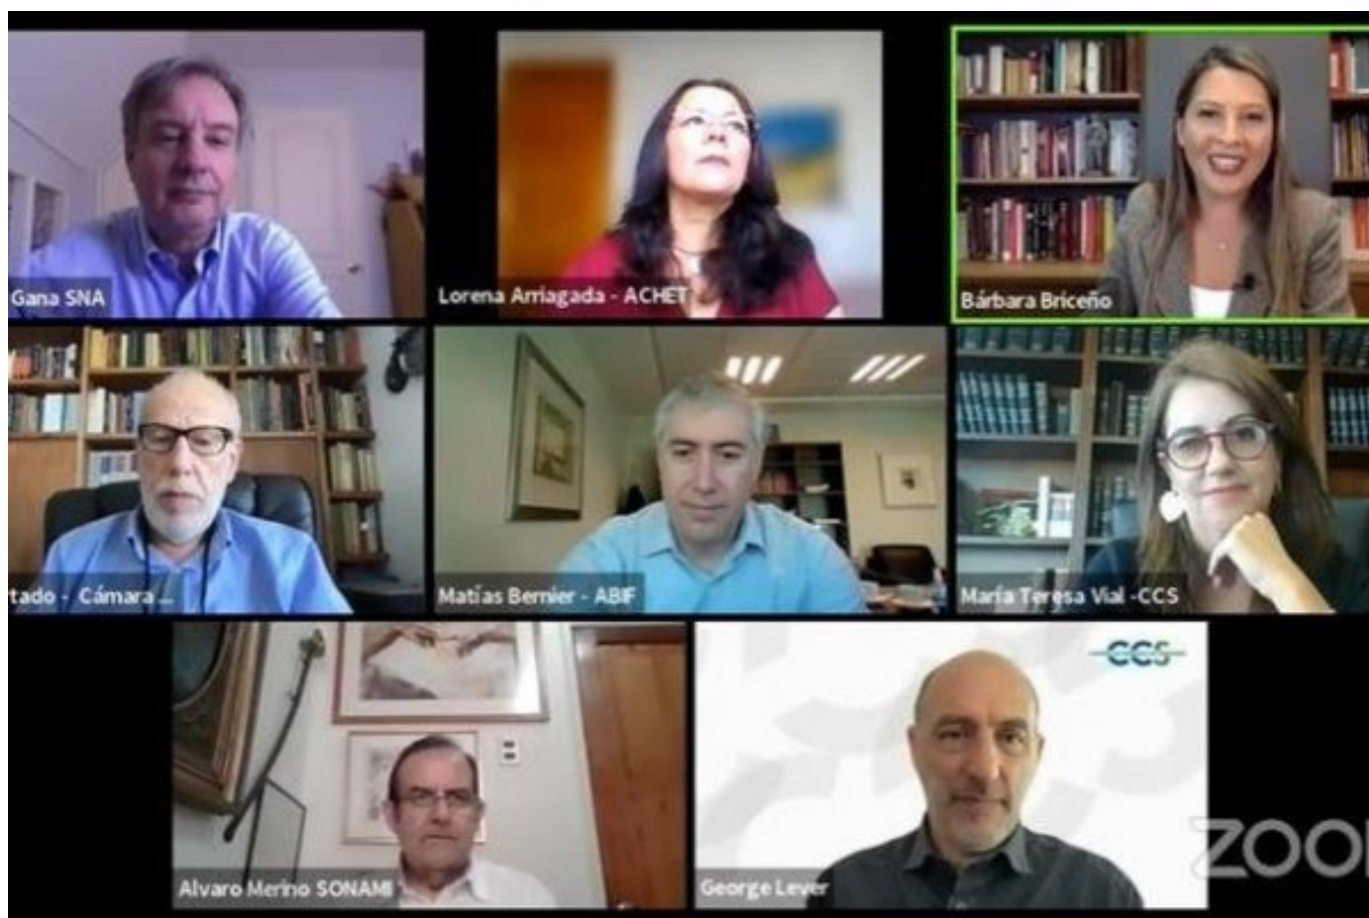 Gana SNA
Lorena Arriagada - ACHET
Bárbara Briceño
tado - Cámara ...
Matías Bernier - ABIF
María Teresa Vial -CCS
CCS
Alvaro Merino SONAMI
George Lever
ZOO